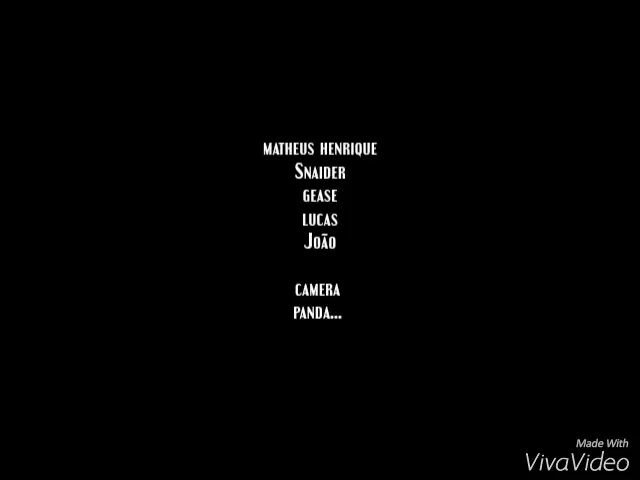 MATHEUS HENRIQUE
SNAIDER
GEASE
LUCAS
JOÃO
CAMERA
PANDA...
Made With
VivaVideo